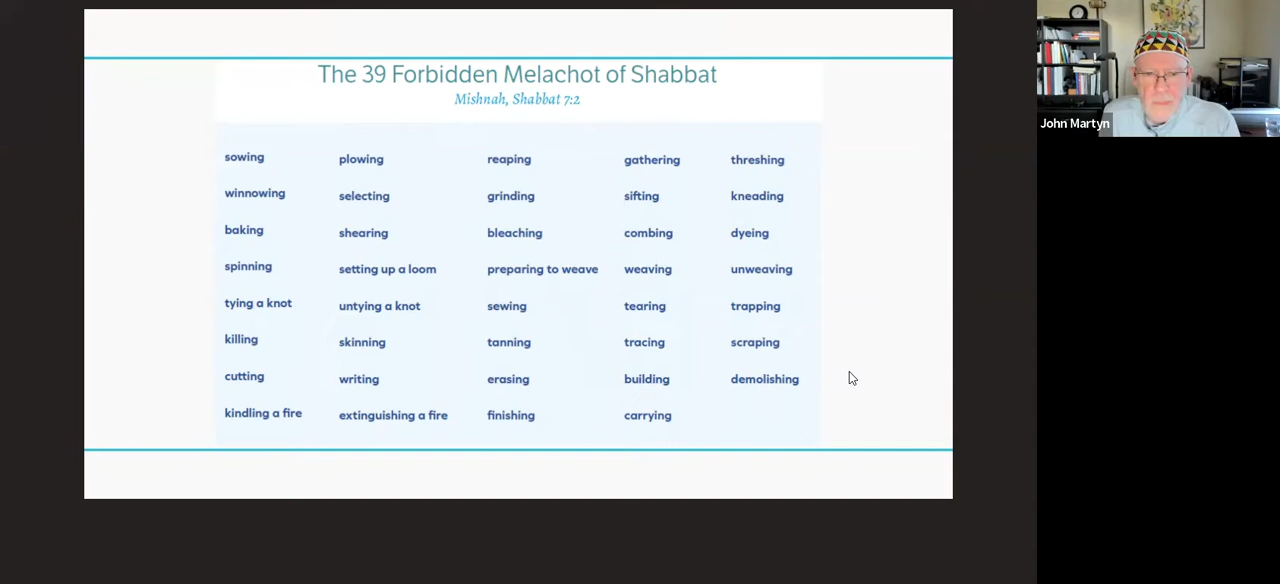 The 39 Forbidden Melachot of Shabbat
Mishnah, Shabbat 7:2
sowing plowing reaping gathering threshing
winnowing selecting grinding sifting kneading
baking shearing bleaching combing dyeing
spinning setting up a loom preparing to weave weaving unweaving
tying a knot untying a knot sewing tearing trapping
killing skinning tanning tracing scraping
cutting writing erasing building demolishing
kindling a fire extinguishing a fire finishing carrying
John Martyn